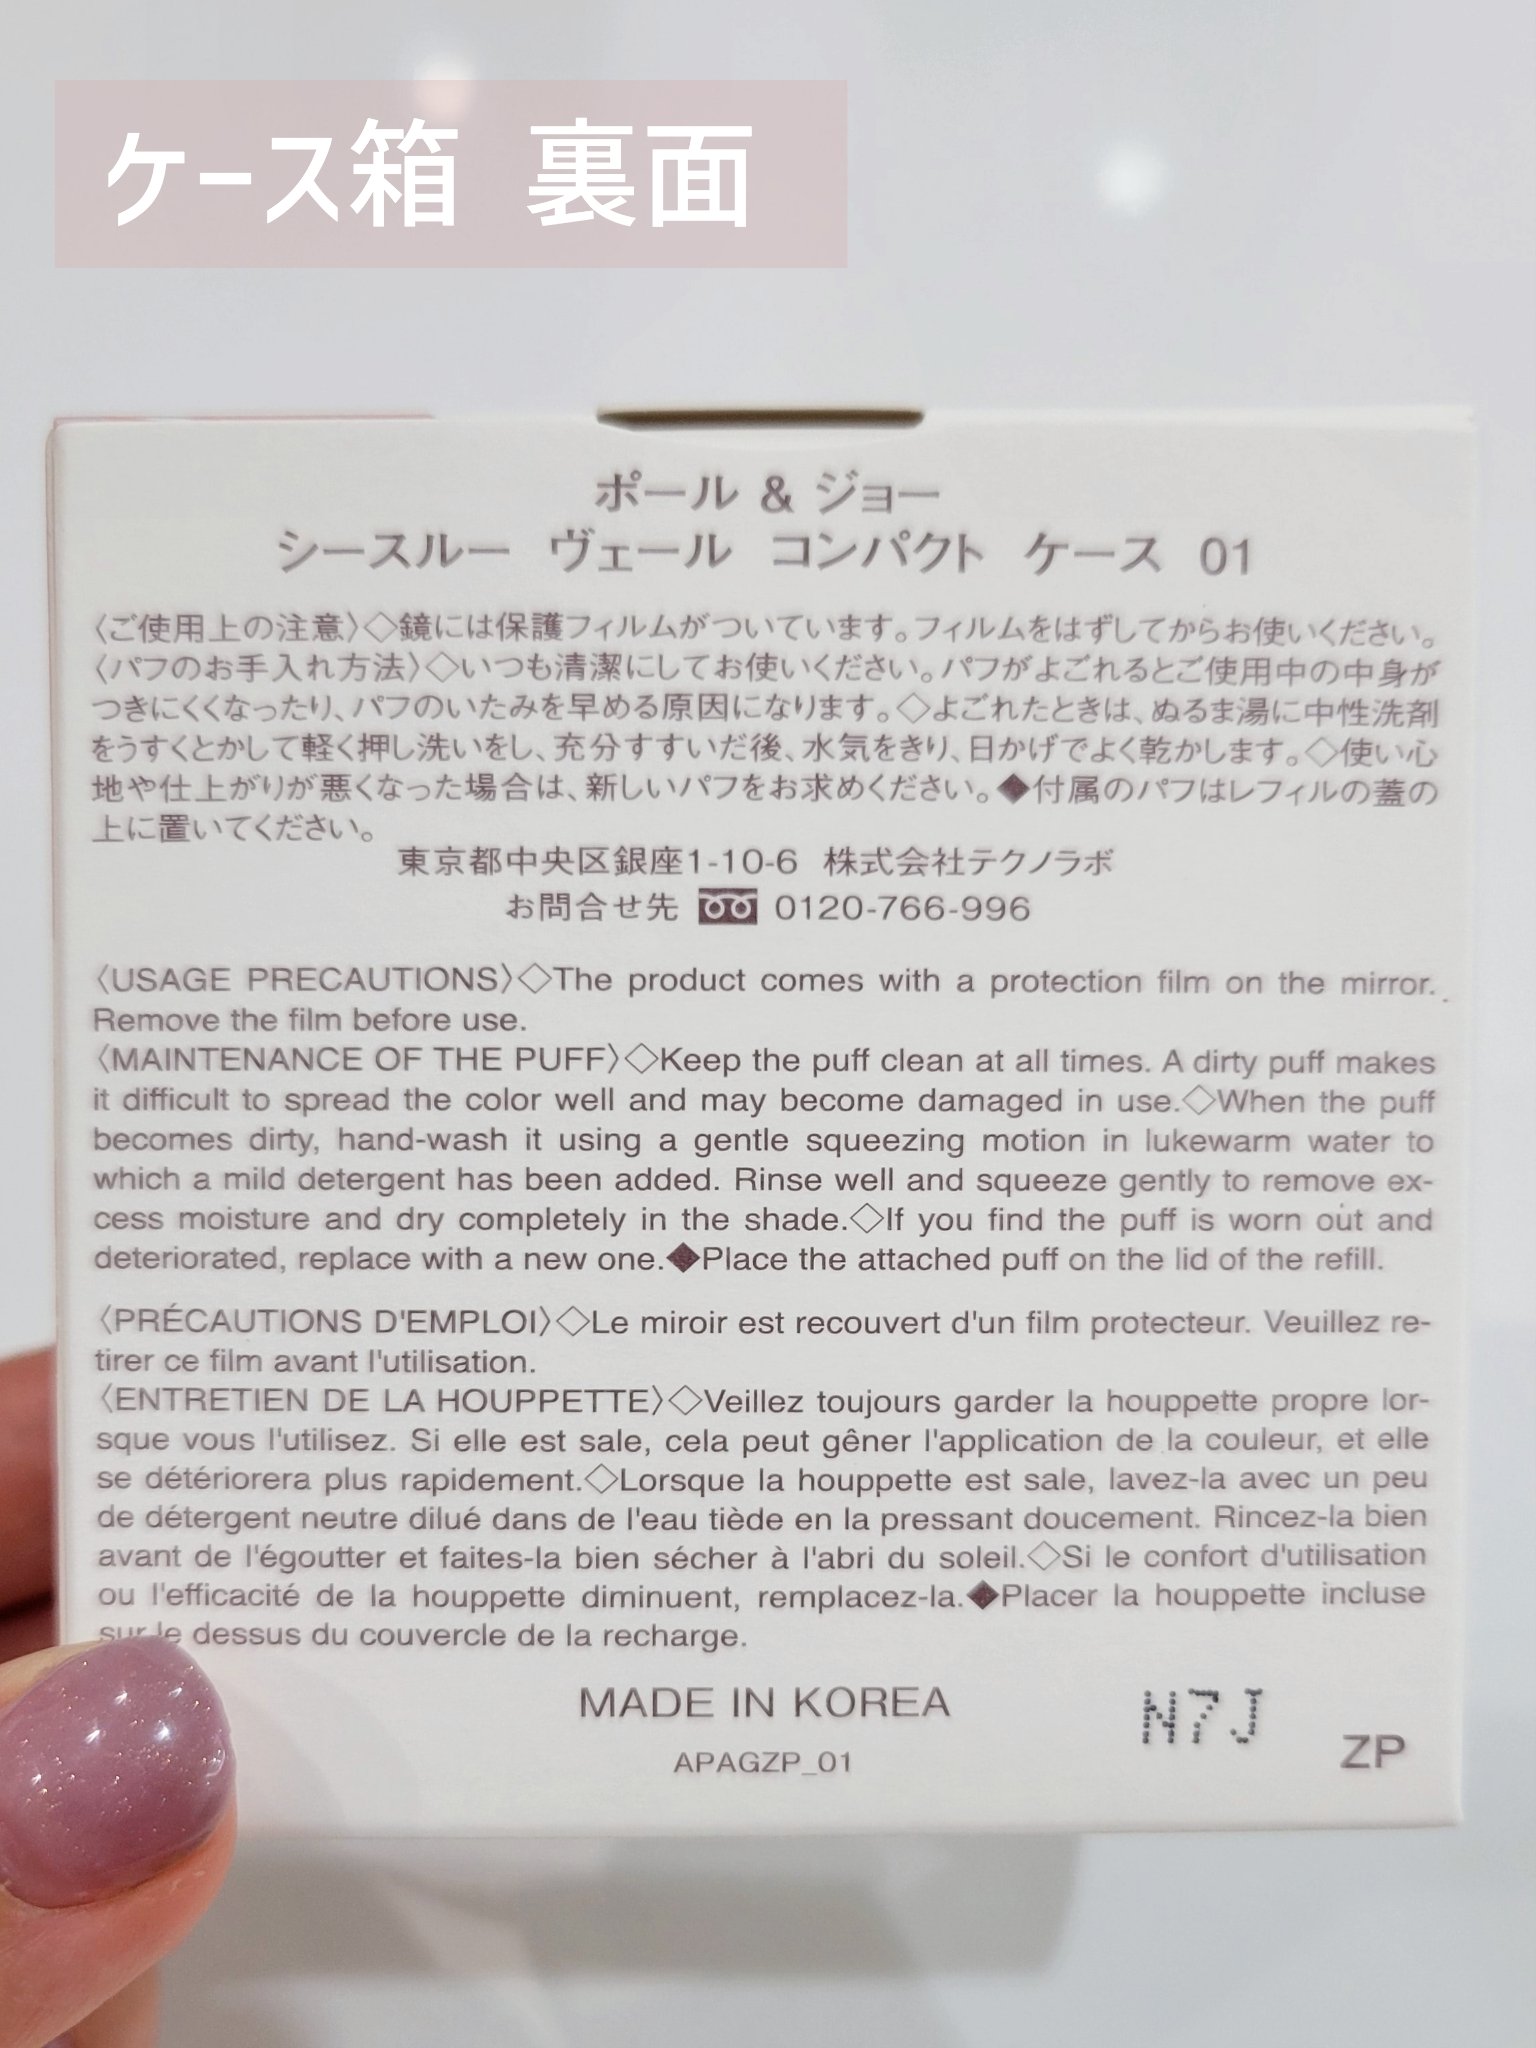 ケース箱 裏面
ポール & ジョー
シースルー ヴェール コンパクト ケース 01
〈ご使用上の注意〉◇鏡には保護フィルムがついています。フィルムをはずしてからお使いください。
〈パフのお手入れ方法〉◇いつも清潔にしてお使いください。パフがよごれるとご使用中の中身が
つきにくくなったり、パフのいたみを早める原因になります。◇よごれたときは、ぬるま湯に中性洗剤
をうすくとかして軽く押し洗いをし、充分すすいだ後、水気をきり、日かげでよく乾かします。◇使い心
地や仕上がりが悪くなった場合は、新しいパフをお求めください。◆付属のパフはレフィルの蓋の
上に置いてください。
東京都中央区銀座1-10-6 株式会社テクノラボ
お問合せ先 0120-766-996
〈USAGE PRECAUTIONS〉◇The product comes with a protection film on the mirror.
Remove the film before use.
〈MAINTENANCE OF THE PUFF〉◇Keep the puff clean at all times. A dirty puff makes
it difficult to spread the color well and may become damaged in use.◇When the puff
becomes dirty, hand-wash it using a gentle squeezing motion in lukewarm water to
which a mild detergent has been added. Rinse well and squeeze gently to remove ex-
cess moisture and dry completely in the shade.◇If you find the puff is worn out and
deteriorated, replace with a new one.◆Place the attached puff on the lid of the refill.
〈PRÉCAUTIONS D'EMPLOI〉◇Le miroir est recouvert d'un film protecteur. Veuillez re-
tirer ce film avant l'utilisation.
〈ENTRETIEN DE LA HOUPPETTE〉◇Veillez toujours garder la houppette propre lor-
sque vous l'utilisez. Si elle est sale, cela peut gêner l'application de la couleur, et elle
se détériorera plus rapidement.◇Lorsque la houppette est sale, lavez-la avec un peu
de détergent neutre dilué dans de l'eau tiède en la pressant doucement. Rincez-la bien
avant de l'égoutter et faites-la bien sécher à l'abri du soleil.◇Si le confort d'utilisation
ou l'efficacité de la houppette diminuent, remplacez-la.◆Placer la houppette incluse
sur le dessus du couvercle de la recharge.
MADE IN KOREA
N7J
ZP
APAGZP_01